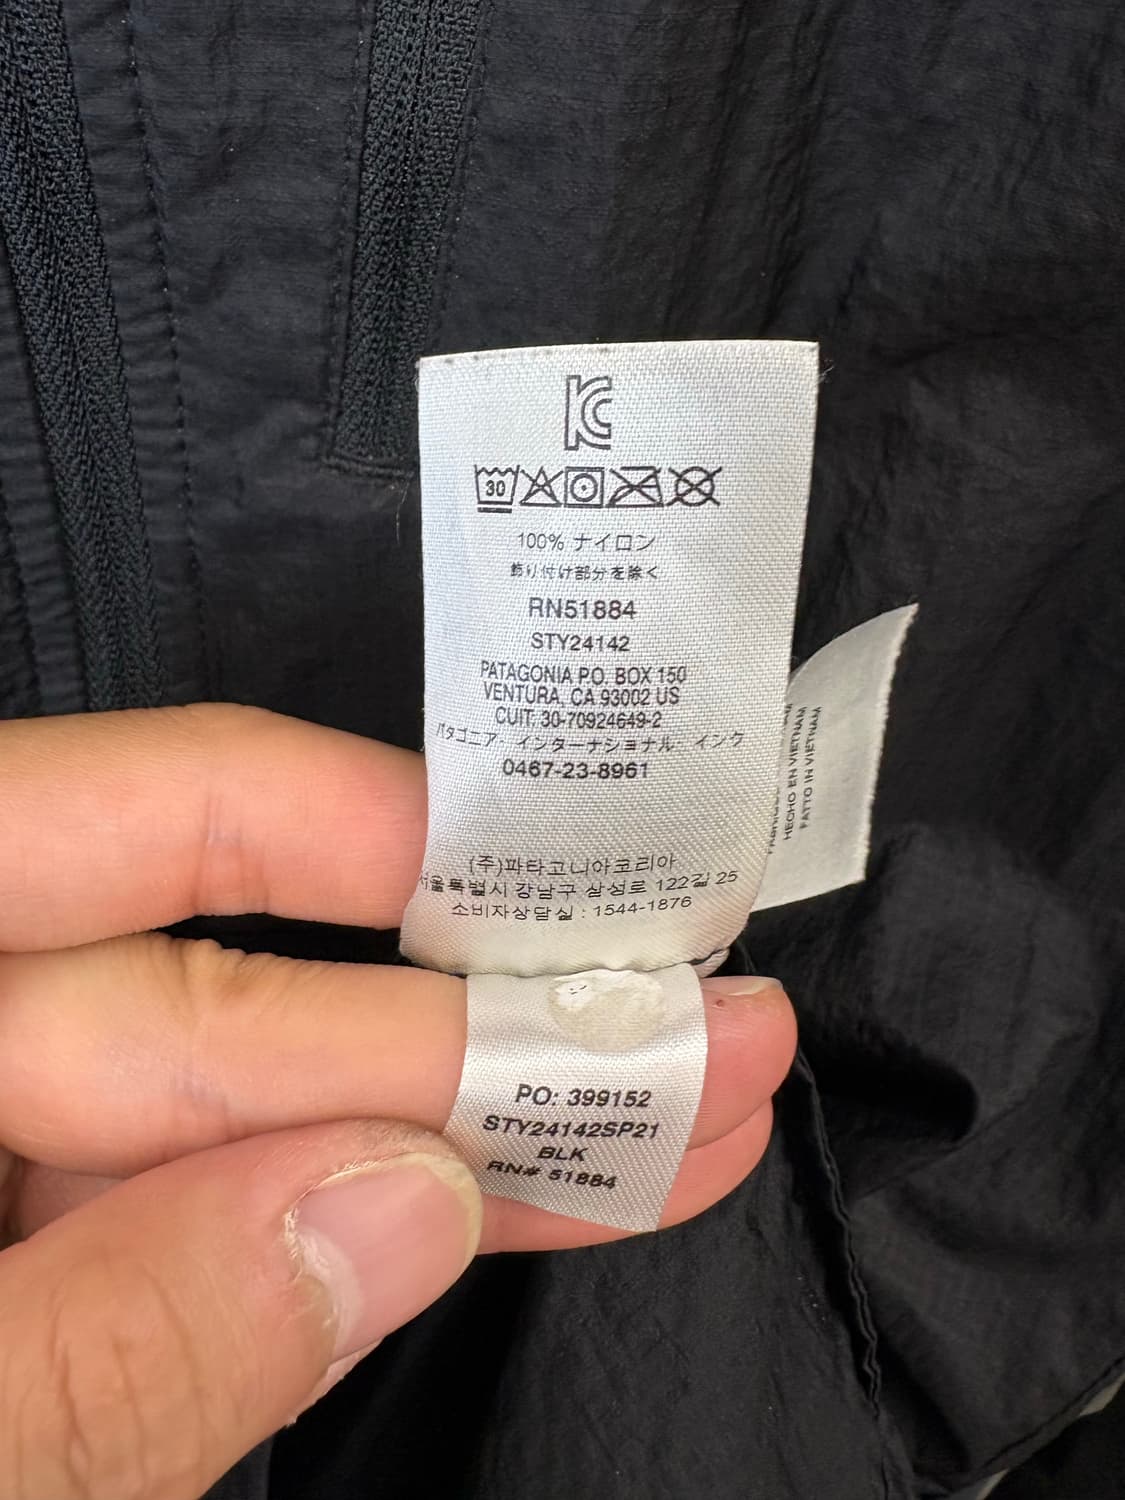 30
100% ナイロン
飾り付け部分を除く
RN51884
STY24142
PATAGONIA P.O. BOX 150
VENTURA, CA 93002 US
CUIT: 30-70924649-2
パタゴニア・インターナショナル・インク
0467-23-8961
(주)파타고니아코리아
서울특별시 강남구 삼성로 122길 25
소비자상담실 : 1544-1876
HECHO EN VIETNAM
FATTO IN VIETNAM
PO: 399152
STY24142SP21
BLK
RN# 51884